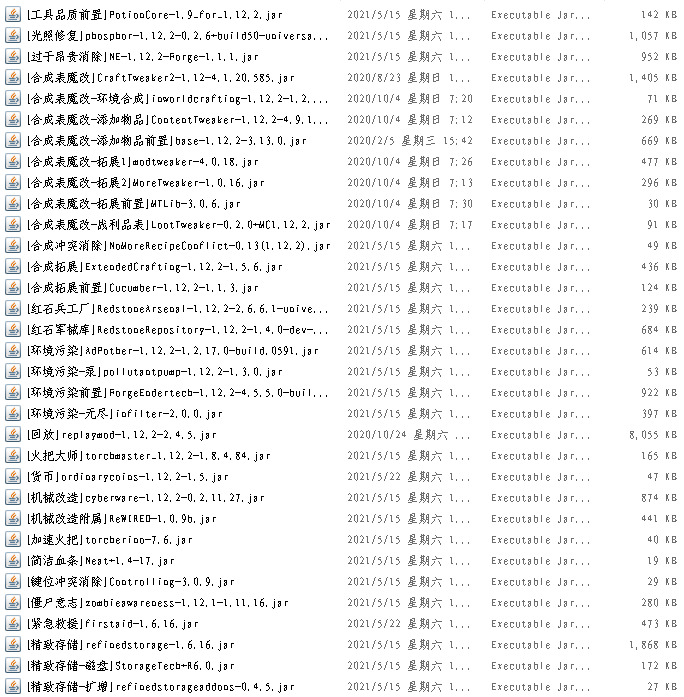 [工具品质前置]PotionCore-1.9_for_1.12.2.jar 2021/5/15 星期六 1... Executable Jar... 142 KB
[光照修复]phosphor-1.12.2-0.2.6+build50-universa... 2021/5/15 星期六 1... Executable Jar... 1,057 KB
[过于昂贵消除]NE-1.12.2-Forge-1.1.1.jar 2021/5/15 星期六 1... Executable Jar... 952 KB
[合成表魔改]CraftTweaker2-1.12-4.1.20.585.jar 2020/8/23 星期日 1... Executable Jar... 1,405 KB
[合成表魔改-环境合成]inworldcrafting-1.12.2-1.2.... 2020/10/4 星期日 7:20 Executable Jar... 71 KB
[合成表魔改-添加物品]ContentTweaker-1.12.2-4.9.1... 2020/10/4 星期日 7:12 Executable Jar... 269 KB
[合成表魔改-添加物品前置]base-1.12.2-3.13.0.jar 2020/2/5 星期三 15:42 Executable Jar... 669 KB
[合成表魔改-拓展1]modtweaker-4.0.18.jar 2020/10/4 星期日 7:26 Executable Jar... 477 KB
[合成表魔改-拓展2]MoreTweaker-1.0.16.jar 2020/10/4 星期日 7:13 Executable Jar... 296 KB
[合成表魔改-拓展前置]MTLib-3.0.6.jar 2020/10/4 星期日 7:30 Executable Jar... 30 KB
[合成表魔改-战利品表]LootTweaker-0.2.0+MC1.12.2.jar 2020/10/4 星期日 7:17 Executable Jar... 91 KB
[合成冲突消除]NoMoreRecipeConflict-0.13(1.12.2).jar 2021/5/15 星期六 1... Executable Jar... 49 KB
[合成拓展]ExtendedCrafting-1.12.2-1.5.6.jar 2021/5/15 星期六 1... Executable Jar... 436 KB
[合成拓展前置]Cucumber-1.12.2-1.1.3.jar 2021/5/15 星期六 1... Executable Jar... 124 KB
[红石兵工厂]RedstoneArsenal-1.12.2-2.6.6.1-unive... 2021/5/15 星期六 1... Executable Jar... 239 KB
[红石军械库]RedstoneRepository-1.12.2-1.4.0-dev-... 2021/5/15 星期六 1... Executable Jar... 684 KB
[环境污染]AdPother-1.12.2-1.2.17.0-build.0591.jar 2021/5/15 星期六 1... Executable Jar... 614 KB
[环境污染-泵]pollutantpump-1.12.2-1.3.0.jar 2021/5/15 星期六 1... Executable Jar... 53 KB
[环境污染前置]ForgeEndertech-1.12.2-4.5.5.0-buil... 2021/5/15 星期六 1... Executable Jar... 922 KB
[环境污染-无尽]infilter-2.0.0.jar 2021/5/15 星期六 1... Executable Jar... 397 KB
[回放]replaymod-1.12.2-2.4.5.jar 2020/10/24 星期六 ... Executable Jar... 8,055 KB
[火把大师]torchmaster_1.12.2-1.8.4.84.jar 2021/5/15 星期六 1... Executable Jar... 165 KB
[货币]ordinarycoins-1.12.2-1.5.jar 2021/5/22 星期六 1... Executable Jar... 47 KB
[机械改造]cyberware-1.12.2-0.2.11.27.jar 2021/5/15 星期六 1... Executable Jar... 874 KB
[机械改造附属]ReWIRED-1.0.9b.jar 2021/5/15 星期六 1... Executable Jar... 441 KB
[加速火把]torcherino-7.6.jar 2021/5/15 星期六 1... Executable Jar... 40 KB
[简洁血条]Neat+1.4-17.jar 2021/5/15 星期六 1... Executable Jar... 19 KB
[键位冲突消除]Controlling-3.0.9.jar 2021/5/15 星期六 1... Executable Jar... 29 KB
[僵尸意志]zombieawareness-1.12.1-1.11.16.jar 2021/5/15 星期六 1... Executable Jar... 280 KB
[紧急救援]firstaid-1.6.16.jar 2021/5/22 星期六 1... Executable Jar... 473 KB
[精致存储]refinedstorage-1.6.16.jar 2021/5/15 星期六 1... Executable Jar... 1,868 KB
[精致存储-磁盘]StorageTech+R6.0.jar 2021/5/15 星期六 1... Executable Jar... 172 KB
[精致存储-扩增]refinedstorageaddons-0.4.5.jar 2021/5/15 星期六 1... Executable Jar... 27 KB